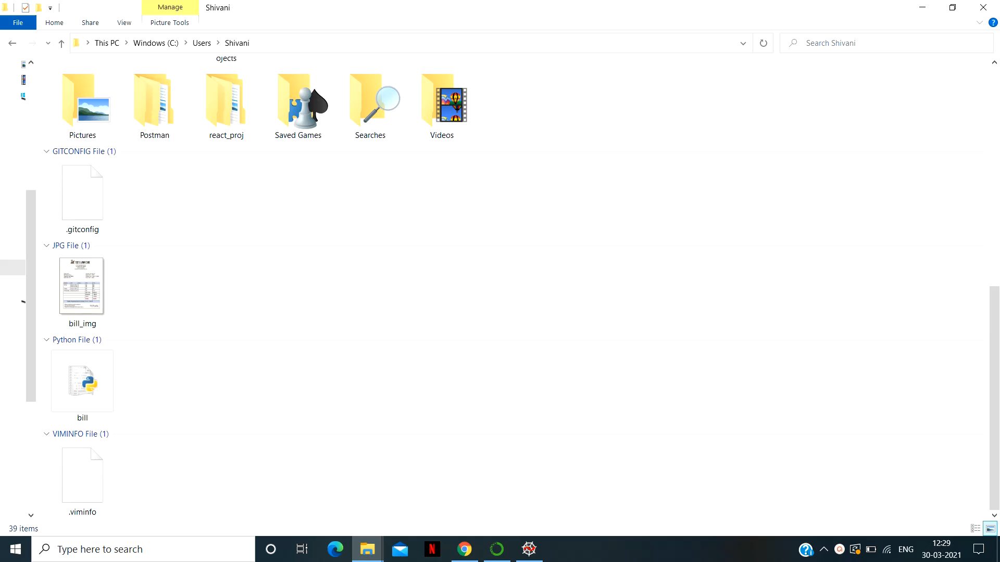 Manage
Shivani
File
Home
Share
View
Picture Tools
This PC
Windows (C:)
Users
Shivani
Search Shivani
ojects
Pictures
Postman
react_proj
Saved Games
Searches
Videos
GITCONFIG File (1)
.gitconfig
JPG File (1)
bill_img
Python File (1)
bill
VIMINFO File (1)
.viminfo
39 items
Type here to search
N
ENG
12:29
30-03-2021